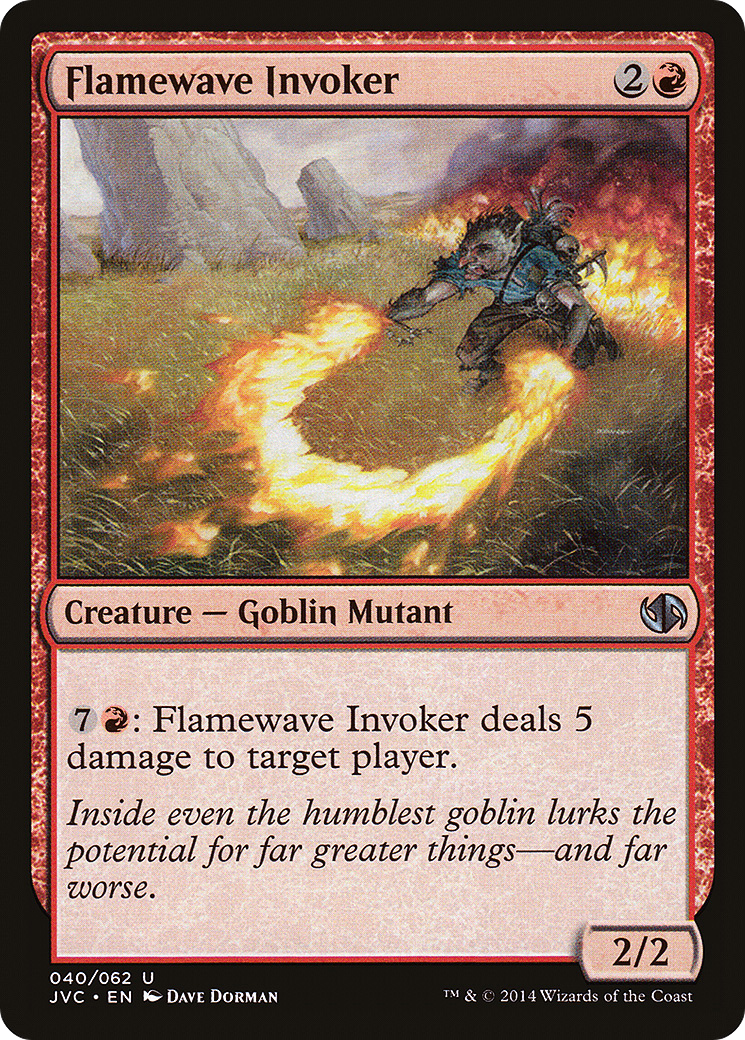 Flamewave Invoker 2
Creature — Goblin Mutant
7 : Flamewave Invoker deals 5
damage to target player.
Inside even the humblest goblin lurks the
potential for far greater things—and far
worse.
2/2
040/062 U
JVC • EN Dave Dorman
™ & © 2014 Wizards of the Coast